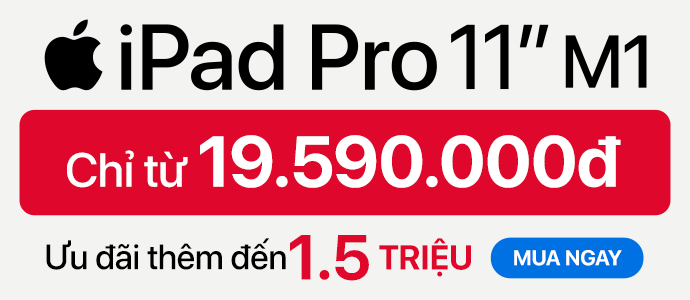 iPad Pro 11" M1
Chỉ từ 19.590.000đ
Ưu đãi thêm đến 1.5 TRIỆU MUA NGAY